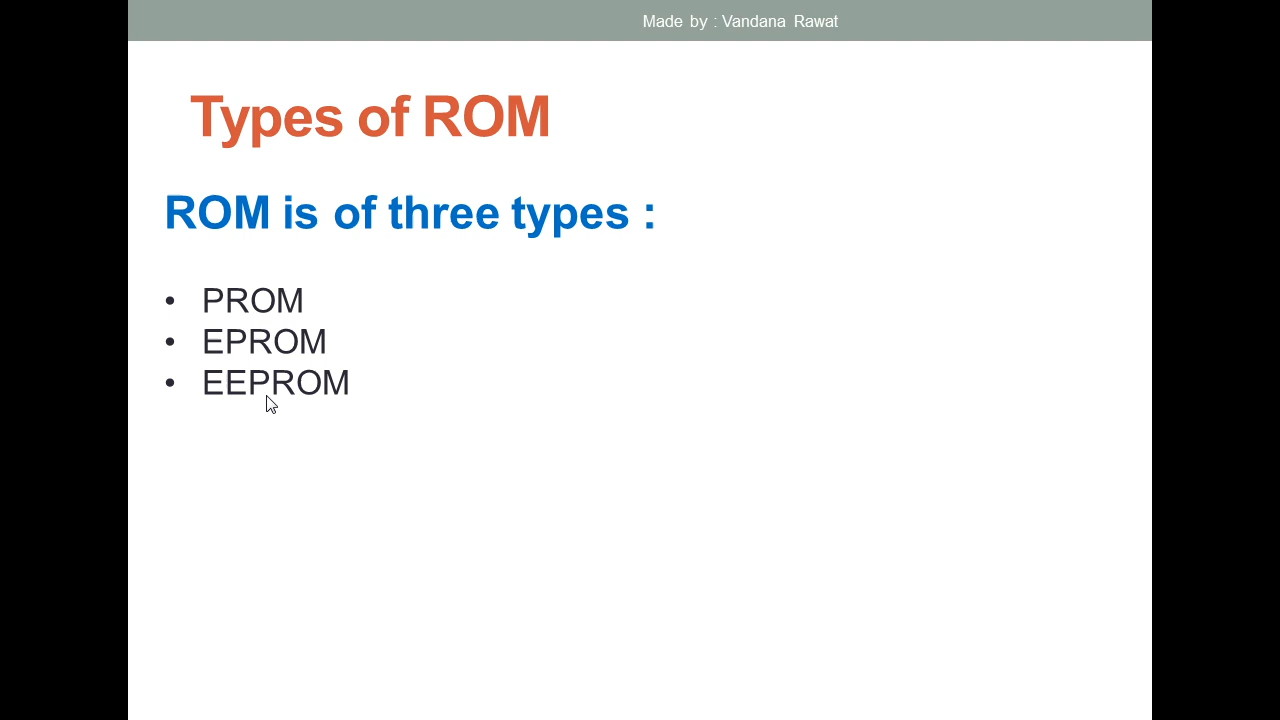 Made by : Vandana Rawat
Types of ROM
ROM is of three types :
• PROM
• EPROM
• EEPROM